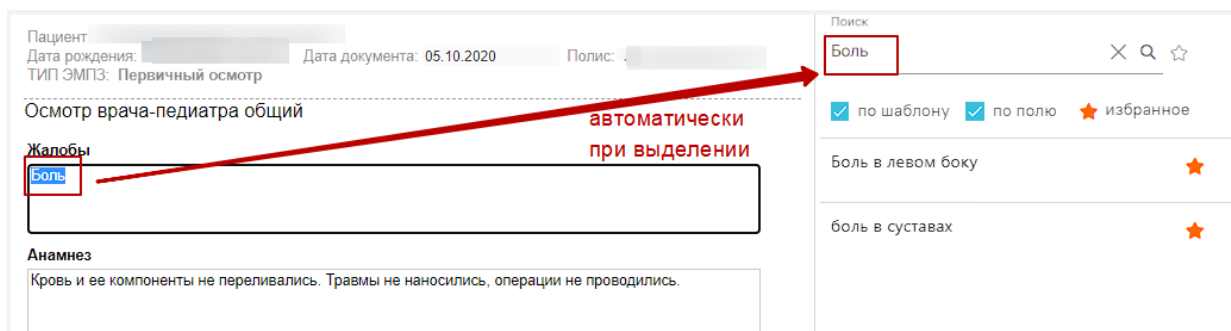 Пациент
Дата рождения: Дата документа: 05.10.2020 Полис:
ТИП ЭМПЗ: Первичный осмотр
Осмотр врача-педиатра общий
Жалобы
Боль
автоматически
при выделении
Анамнез
Кровь и ее компоненты не переливались. Травмы не наносились, операции не проводились.
Поиск
Боль
по шаблону по полю избранное
Боль в левом боку
боль в суставах